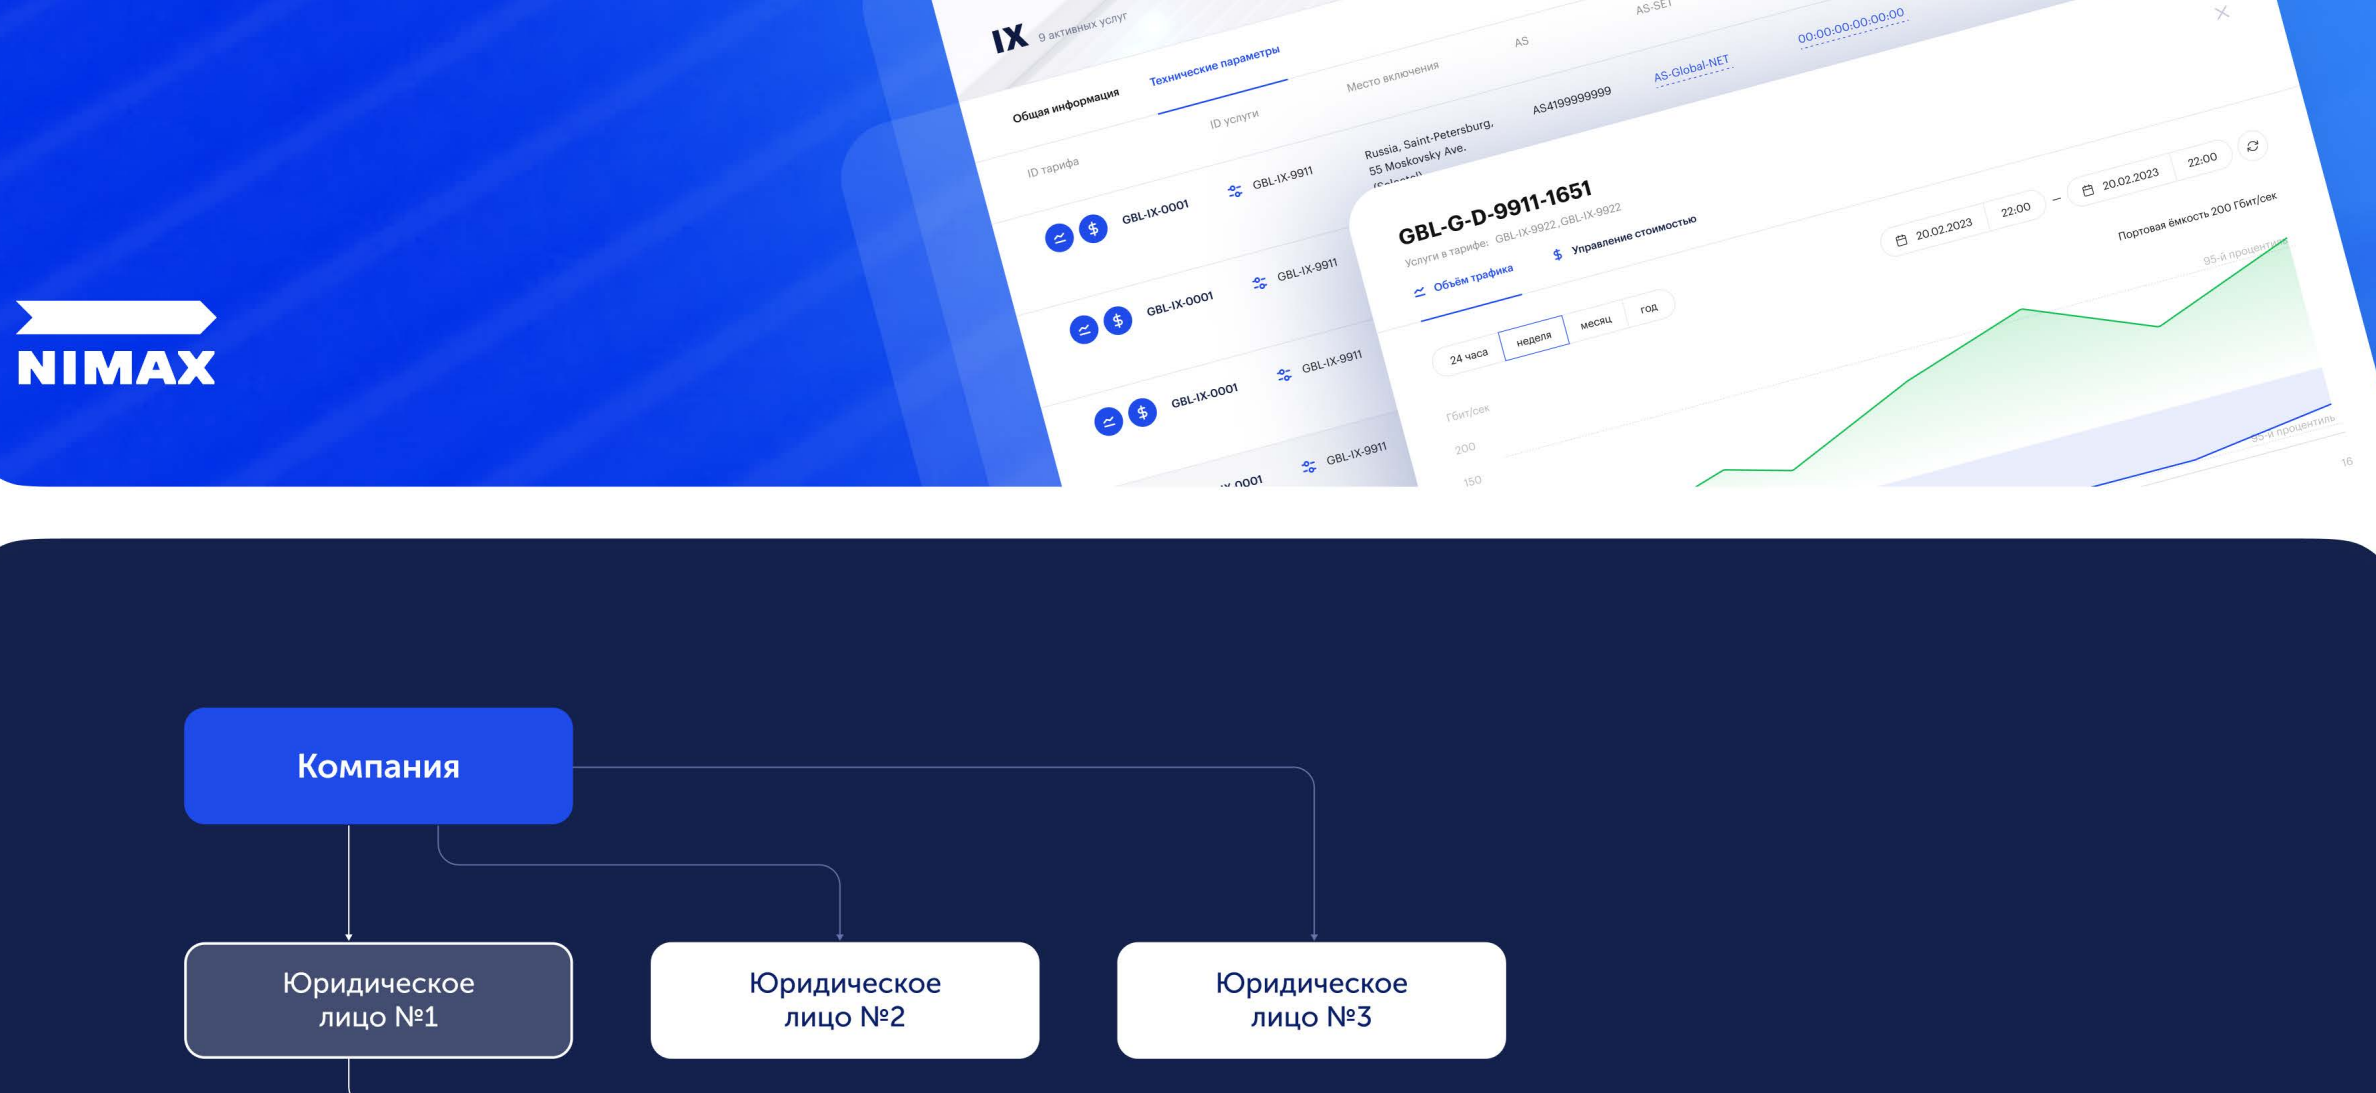 IX 9 активных услуг
Общая информация
Технические параметры
ID тарифа
ID услуги
Место включения
AS
AS-SET
GBL-IX-0001
GBL-IX-9911
Russia, Saint-Petersburg,
55 Moskovsky Ave.
AS4199999999
AS-Global-NET
00:00:00:00:00:00
GBL-IX-0001
GBL-IX-9911
GBL-IX-0001
GBL-IX-9911
GBL-IX-9911
GBL-G-D-9911-1651
Услуги в тарифе: GBL-IX-9922 ,GBL-IX-9922
Объём трафика
$ Управление стоимостью
24 часа
неделя
месяц
год
20.02.2023
22:00
–
20.02.2023
22:00
Портовая ёмкость 200 Гбит/сек
95-й процентиль
Гбит/сек
200
150
95-й процентиль
16
NIMAX
Компания
Юридическое
лицо №1
Юридическое
лицо №2
Юридическое
лицо №3